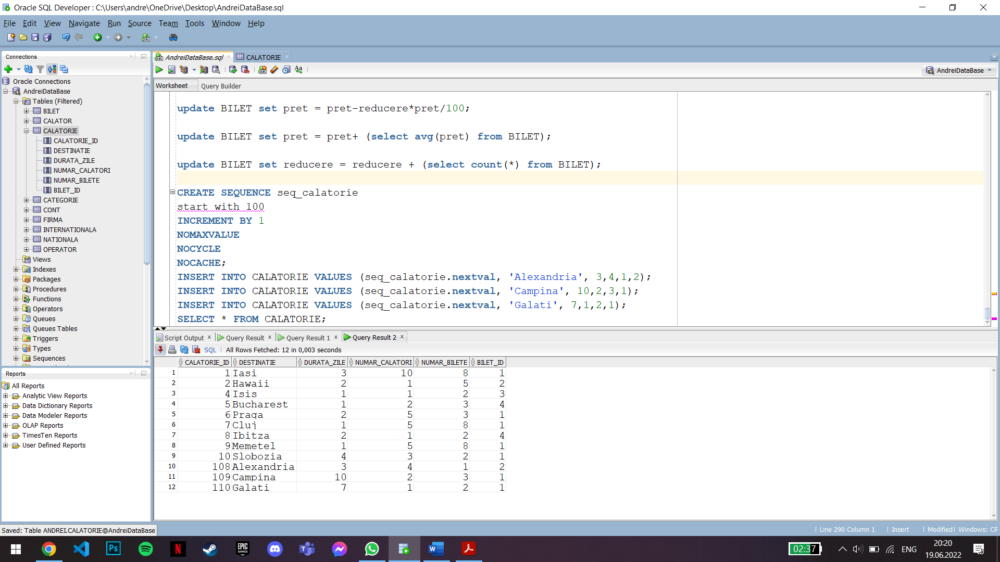 Oracle SQL Developer : C:\Users\andre\OneDrive\Desktop\AndreiDataBase.sql
File Edit View Navigate Run Source Team Tools Window Help
Connections
Oracle Connections
AndreiDataBase
Tables (Filtered)
BILET
CALATOR
CALATORIE
CALATORIE_ID
DESTINATIE
DURATA_ZILE
NUMAR_CALATORI
NUMAR_BILETE
BILET_ID
CATEGORIE
CONT
FIRMA
INTERNATIONALA
NATIONALA
OPERATOR
Views
Indexes
Packages
Procedures
Functions
Operators
Queues
Queues Tables
Triggers
Types
Sequences
Reports
All Reports
Analytic View Reports
Data Dictionary Reports
Data Modeler Reports
OLAP Reports
TimesTen Reports
User Defined Reports
AndreiDataBase.sql CALATORIE
AndreiDataBase
Worksheet Query Builder
update BILET set pret = pret-reducere*pret/100;
update BILET set pret = pret+ (select avg(pret) from BILET);
update BILET set reducere = reducere + (select count(*) from BILET);
CREATE SEQUENCE seq_calatorie
start with 100
INCREMENT BY 1
NOMAXVALUE
NOCYCLE
NOCACHE;
INSERT INTO CALATORIE VALUES (seq_calatorie.nextval, 'Alexandria', 3,4,1,2);
INSERT INTO CALATORIE VALUES (seq_calatorie.nextval, 'Campina', 10,2,3,1);
INSERT INTO CALATORIE VALUES (seq_calatorie.nextval, 'Galati', 7,1,2,1);
SELECT * FROM CALATORIE;
Script Output Query Result Query Result 1 Query Result 2
SQL All Rows Fetched: 12 in 0,003 seconds
CALATORIE_ID DESTINATIE DURATA_ZILE NUMAR_CALATORI NUMAR_BILETE BILET_ID
1 1 Iasi 3 10 8 1
2 2 Hawaii 2 1 5 2
3 4 Isis 1 1 2 3
4 5 Bucharest 1 2 3 4
5 6 Praga 2 5 3 1
6 7 Cluj 1 5 8 1
7 8 Ibitza 2 1 2 4
8 9 Memetel 1 5 8 1
9 10 Slobozia 4 3 2 1
10 108 Alexandria 3 4 1 2
11 109 Campina 10 2 3 1
12 110 Galati 7 1 2 1
Saved: Table ANDREI.CALATORIE@AndreiDataBase
Line 290 Column 1 Insert Modified Windows: CR
Ps
N
EPIC GAMES
W
02:37
ENG
20:20
19.06.2022